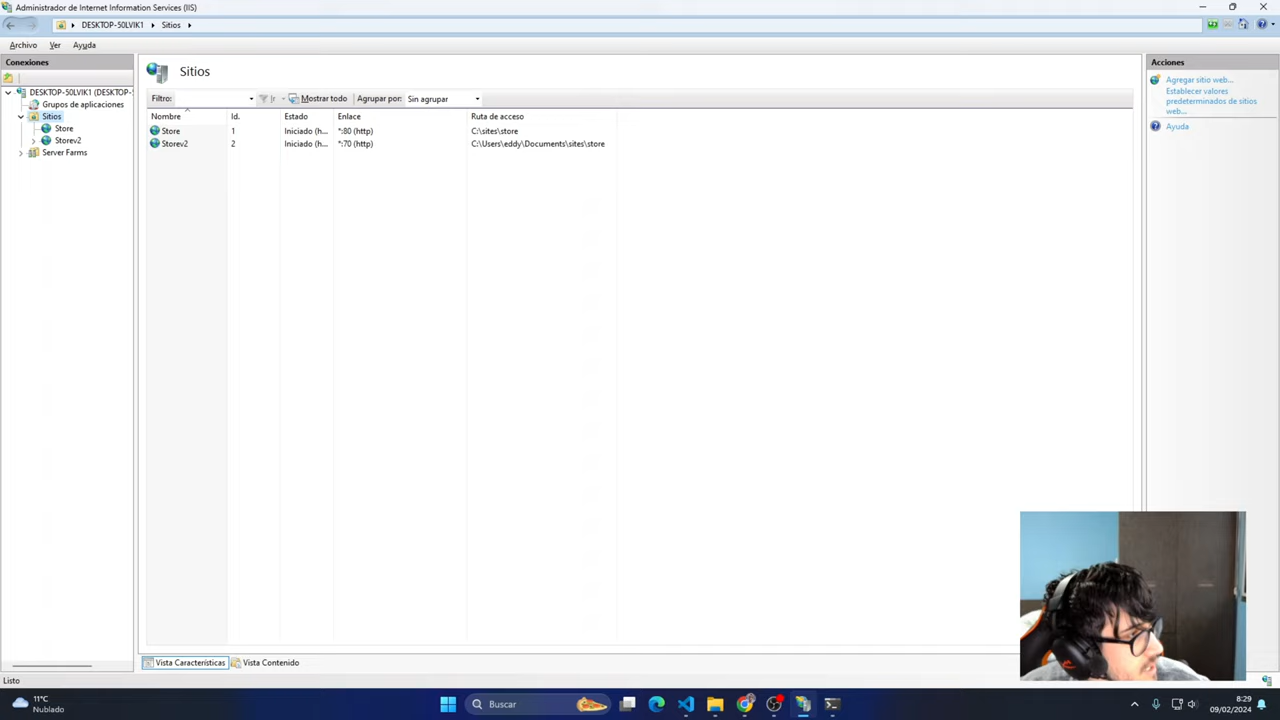 Administrador de Internet Information Services (IIS)
DESKTOP-50LVIK1 Sitios
Archivo Ver Ayuda
Conexiones
DESKTOP-50LVIK1 (DESKTOP-
Grupos de aplicaciones
Sitios
Store
Storev2
Server Farms
Sitios
Filtro: Ir Mostrar todo Agrupar por: Sin agrupar
Nombre Id. Estado Enlace Ruta de acceso
Store 1 Iniciado (h... *:80 (http) C:\sites\store
Storev2 2 Iniciado (h... *:70 (http) C:\Users\eddy\Documents\sites\store
Acciones
Agregar sitio web...
Establecer valores
predeterminados de sitios
web...
Ayuda
Vista Características Vista Contenido
Listo
11°C
Nublado
Buscar
8:29
09/02/2024